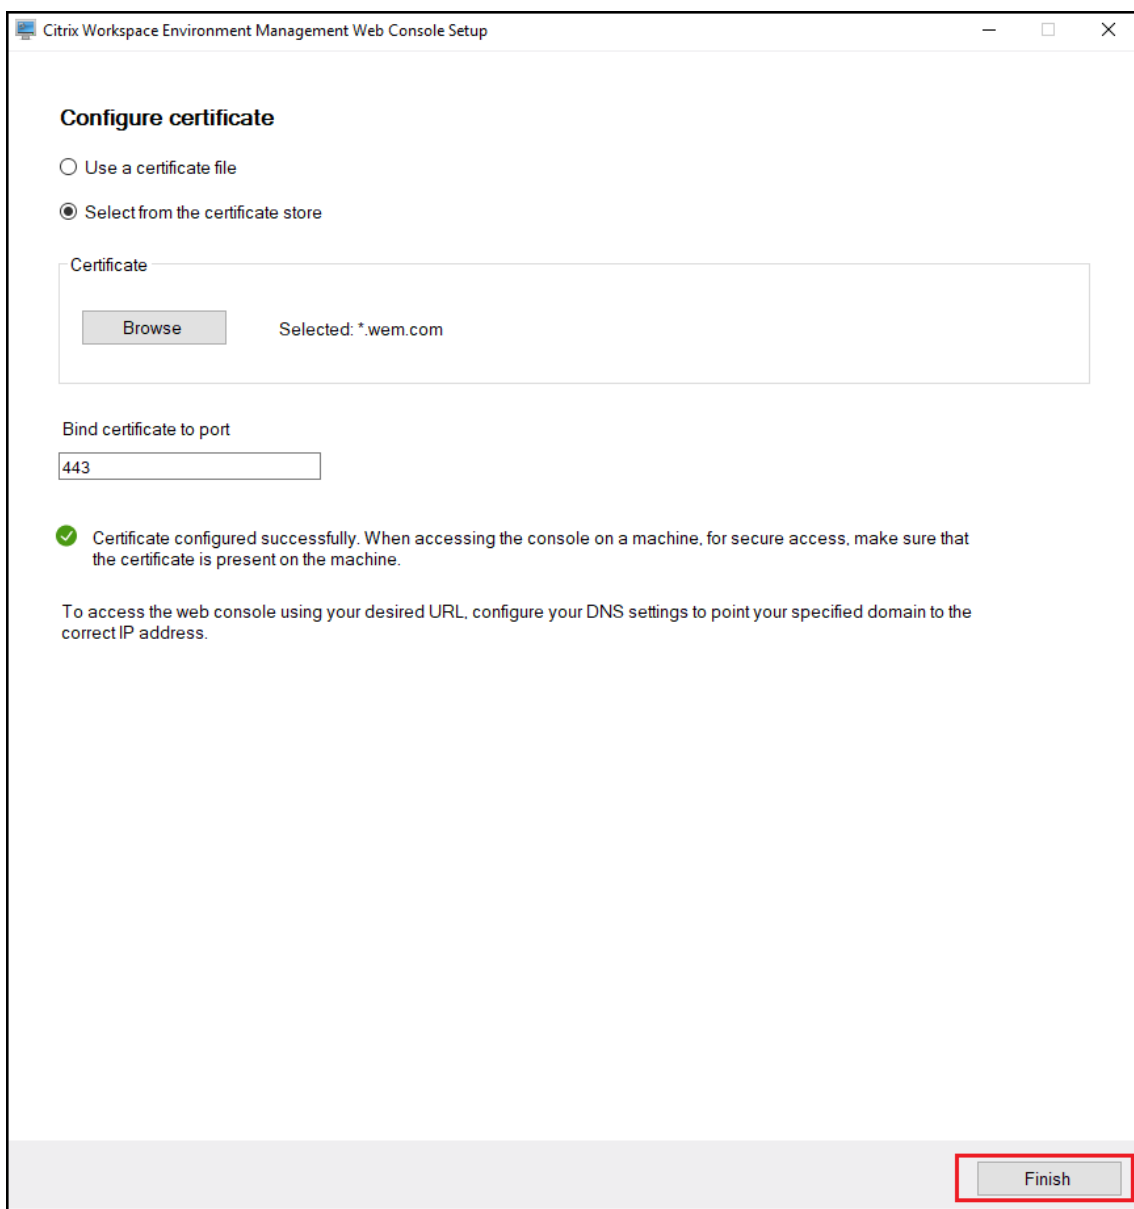 Citrix Workspace Environment Management Web Console Setup
Configure certificate
Use a certificate file
Select from the certificate store
Certificate
Browse
Selected: *.wem.com
Bind certificate to port
443
Certificate configured successfully. When accessing the console on a machine, for secure access, make sure that
the certificate is present on the machine.
To access the web console using your desired URL, configure your DNS settings to point your specified domain to the
correct IP address.
Finish